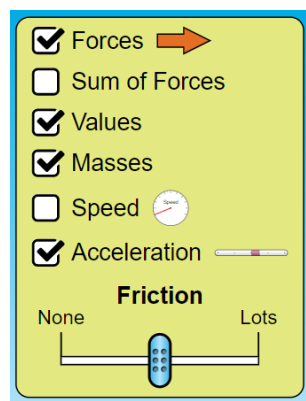 Forces
Sum of Forces
Values
Masses
Speed
Speed
Acceleration
Friction
None Lots